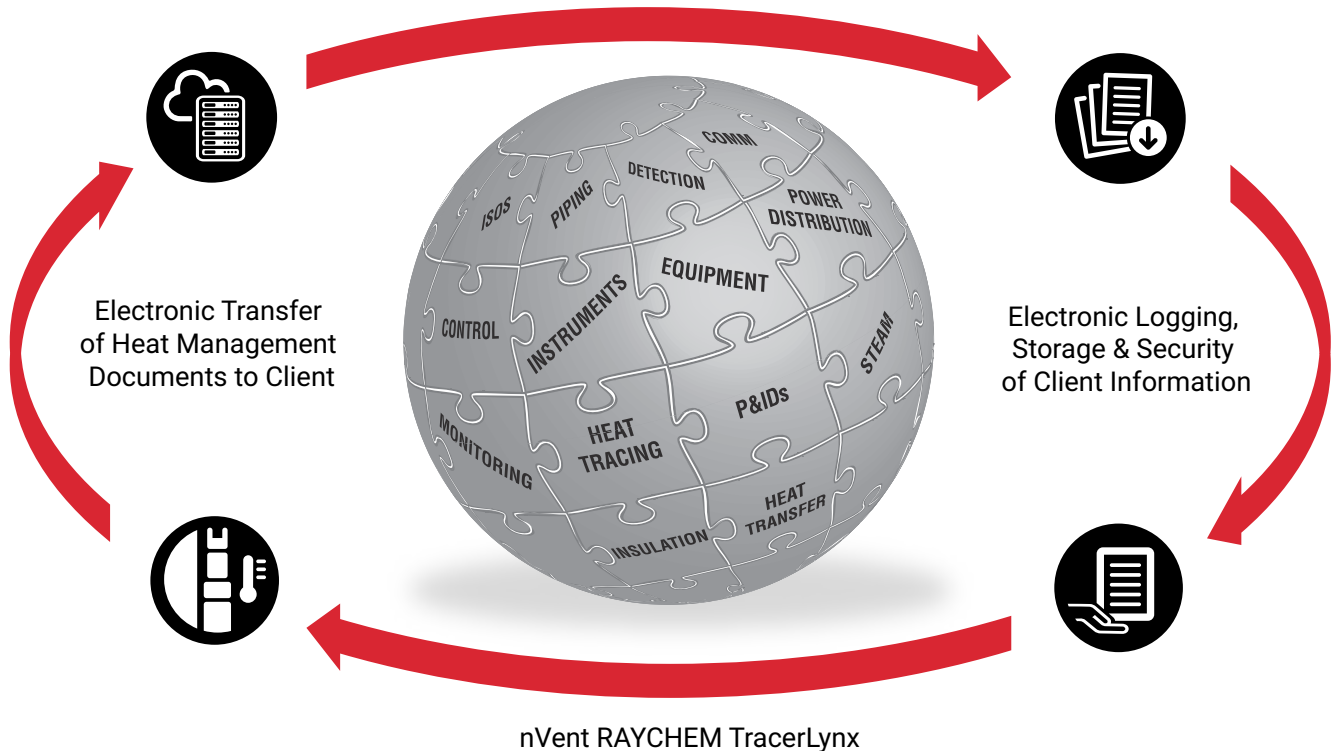 COMM
DETECTION
POWER
DISTRIBUTION
ISOS
PIPING
EQUIPMENT
INSTRUMENTS
CONTROL
STEAM
P&IDs
HEAT
TRACING
MONITORING
HEAT
TRANSFER
INSULATION
Electronic Transfer
of Heat Management
Documents to Client
Electronic Logging,
Storage & Security
of Client Information
nVent RAYCHEM TracerLynx